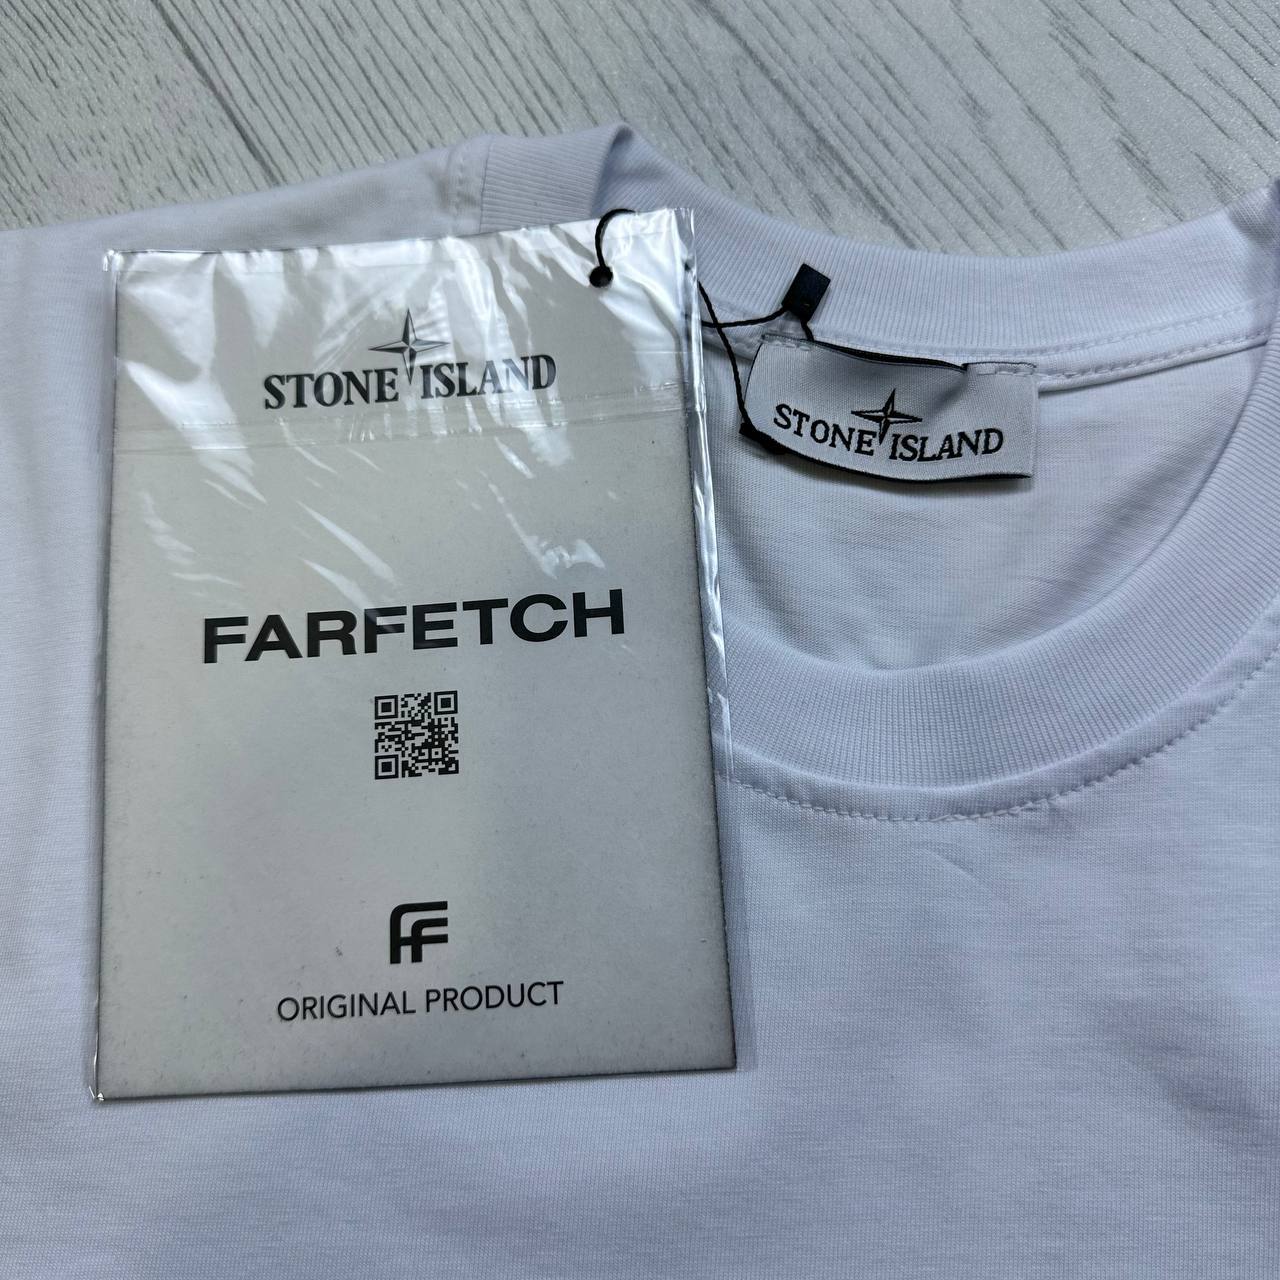 STONE ISLAND
FARFETCH
ORIGINAL PRODUCT
STONE ISLAND